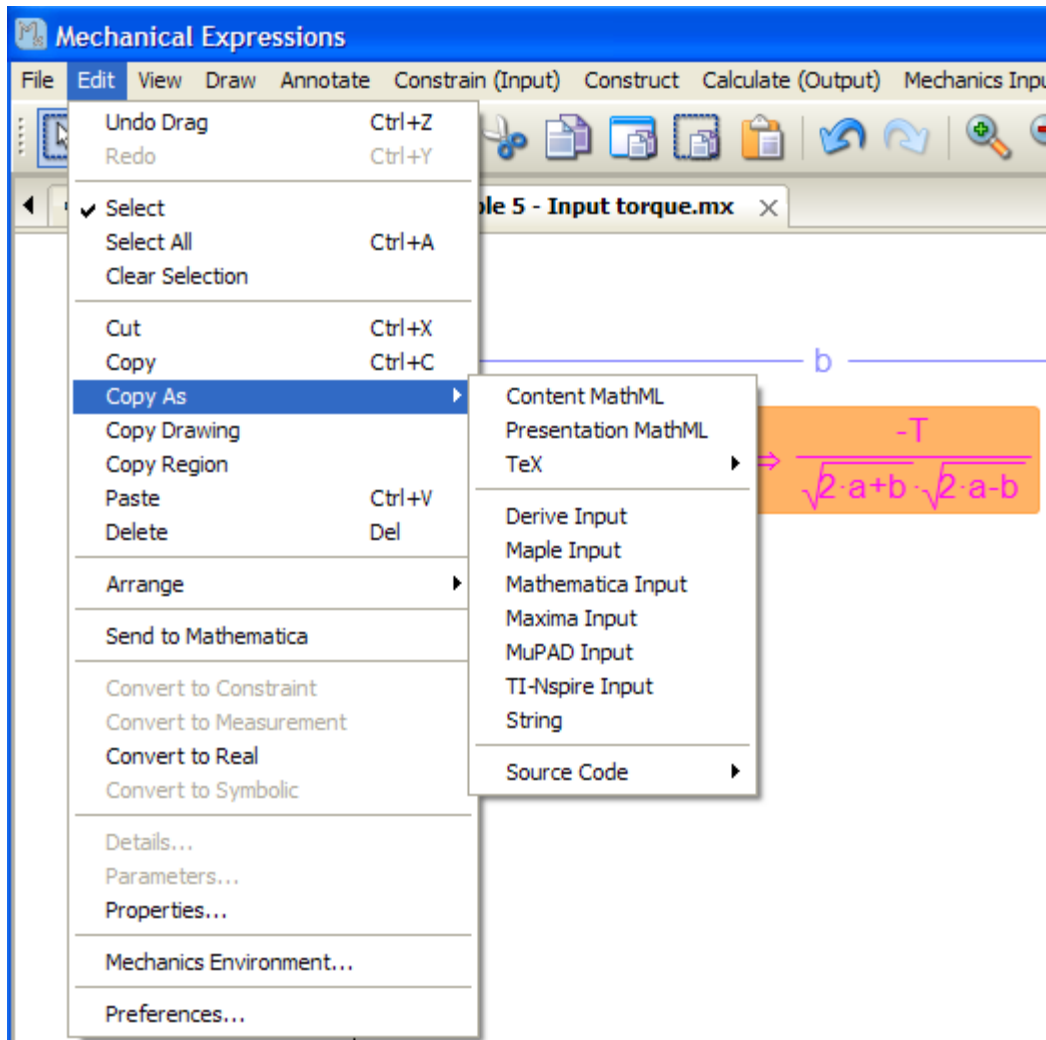 Mechanical Expressions
File Edit View Draw Annotate Constrain (Input) Construct Calculate (Output) Mechanics Inpu
Undo Drag Ctrl+Z
Redo Ctrl+Y
ple 5 - Input torque.mx
Select
Select All Ctrl+A
Clear Selection
Cut Ctrl+X
Copy Ctrl+C
b
Copy As
Copy Drawing
Copy Region
Paste Ctrl+V
Delete Del
Arrange
Send to Mathematica
Convert to Constraint
Convert to Measurement
Convert to Real
Convert to Symbolic
Details...
Parameters...
Properties...
Mechanics Environment...
Preferences...
Content MathML
Presentation MathML
TeX
Derive Input
Maple Input
Mathematica Input
Maxima Input
MuPAD Input
TI-Nspire Input
String
Source Code
⇒ -T
√2·a+b·√2·a-b